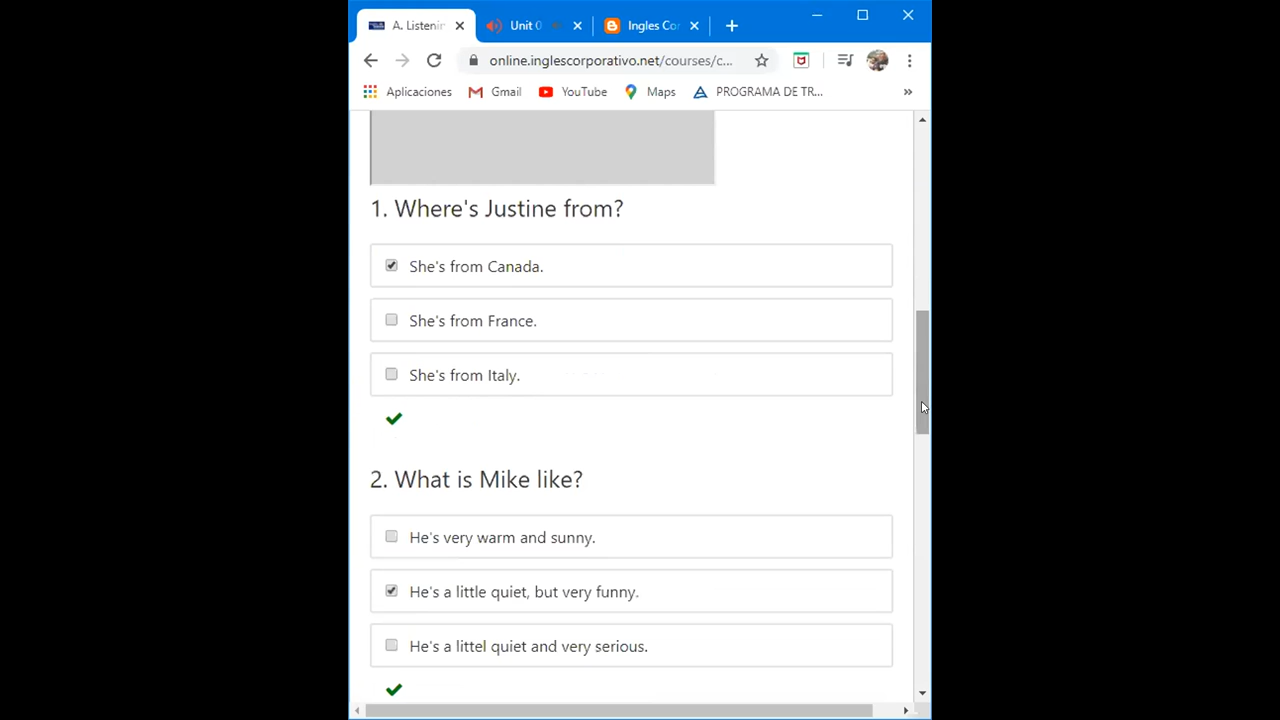 A. Listenin
Unit 0
Ingles Cor
online.inglescorporativo.net/courses/c...
Aplicaciones
Gmail
YouTube
Maps
PROGRAMA DE TR...
»
1. Where's Justine from?
She's from Canada.
She's from France.
She's from Italy.
2. What is Mike like?
He's very warm and sunny.
He's a little quiet, but very funny.
He's a littel quiet and very serious.